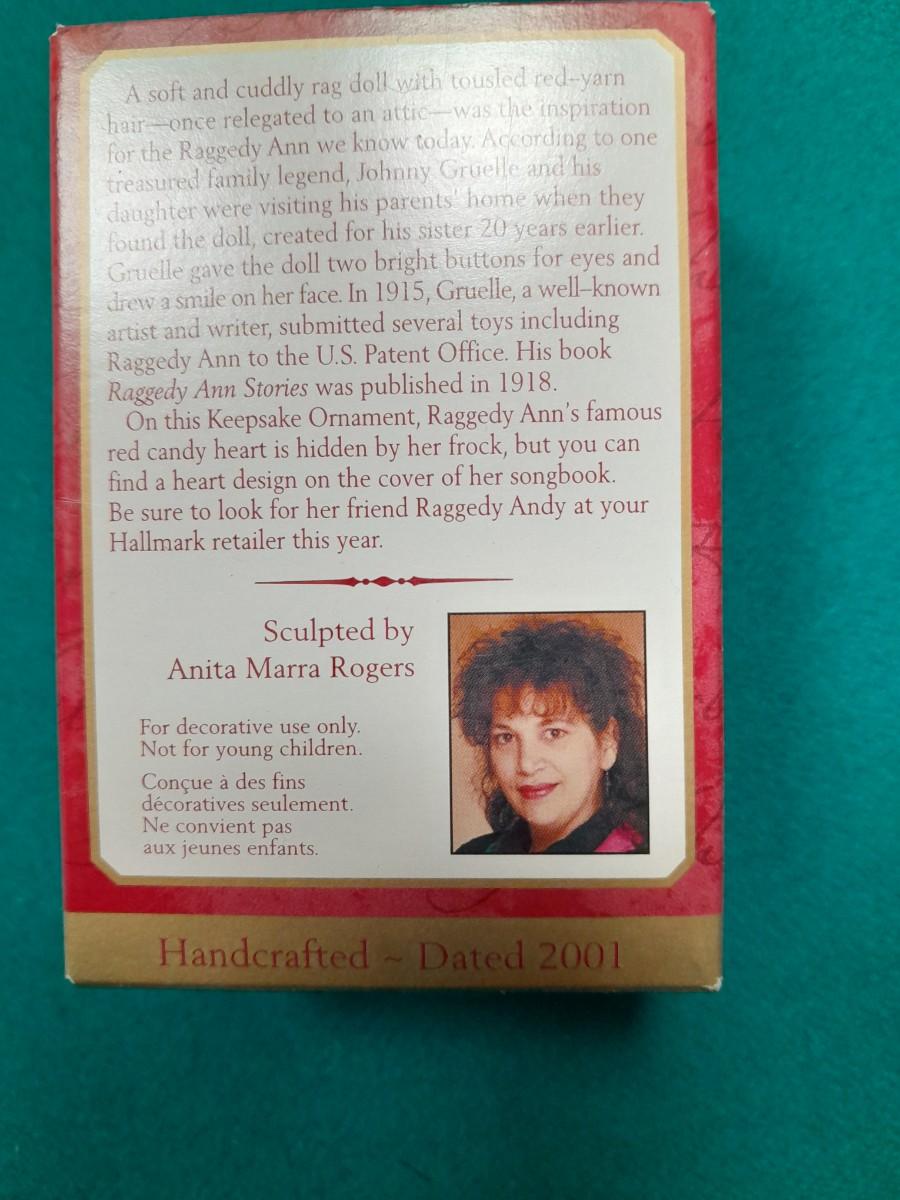 A soft and cuddly rag doll with tousled red–yarn
hair—once relegated to an attic—was the inspiration
for the Raggedy Ann we know today. According to one
treasured family legend, Johnny Gruelle and his
daughter were visiting his parents' home when they
found the doll, created for his sister 20 years earlier.
Gruelle gave the doll two bright buttons for eyes and
drew a smile on her face. In 1915, Gruelle, a well–known
artist and writer, submitted several toys including
Raggedy Ann to the U.S. Patent Office. His book
Raggedy Ann Stories was published in 1918.
On this Keepsake Ornament, Raggedy Ann's famous
red candy heart is hidden by her frock, but you can
find a heart design on the cover of her songbook.
Be sure to look for her friend Raggedy Andy at your
Hallmark retailer this year.
Sculpted by
Anita Marra Rogers
For decorative use only.
Not for young children.
Conçue à des fins
décoratives seulement.
Ne convient pas
aux jeunes enfants.
Handcrafted ~ Dated 2001